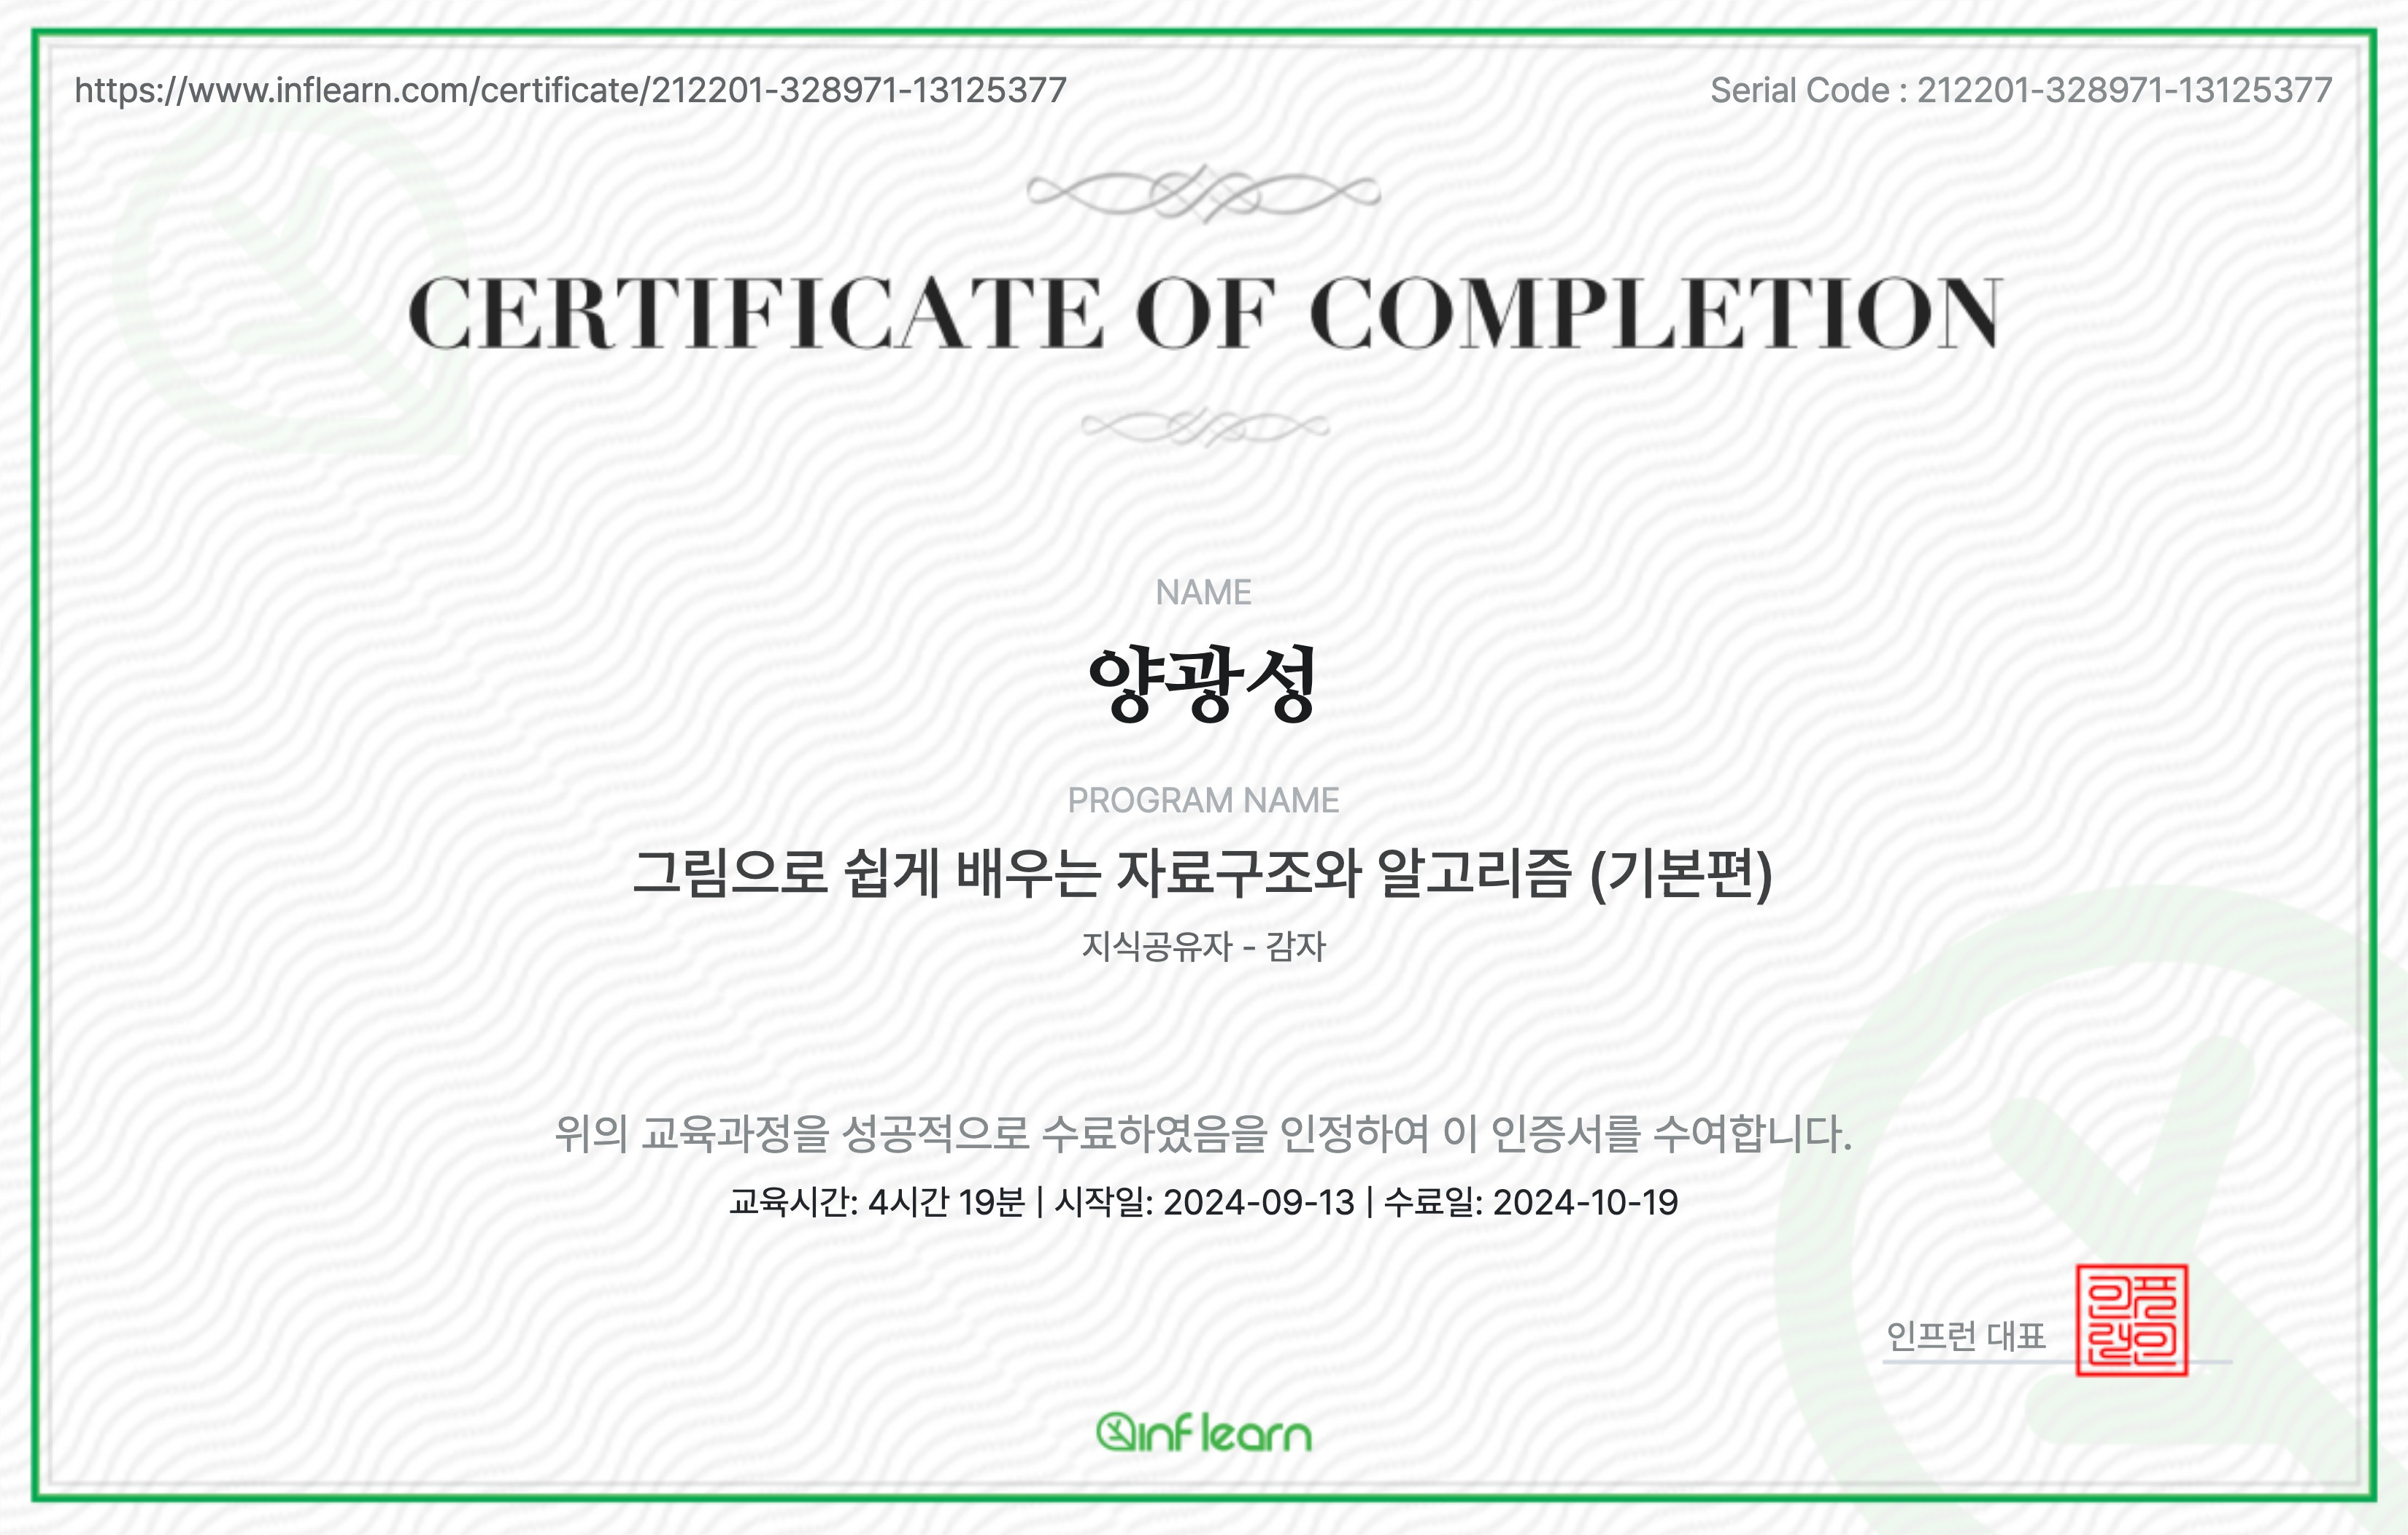 https://www.inflearn.com/certificate/212201-328971-13125377
Serial Code : 212201-328971-13125377
CERTIFICATE OF COMPLETION
NAME
양광성
PROGRAM NAME
그림으로 쉽게 배우는 자료구조와 알고리즘 (기본편)
지식공유자 - 감자
위의 교육과정을 성공적으로 수료하였음을 인정하여 이 인증서를 수여합니다.
교육시간: 4시간 19분 | 시작일: 2024-09-13 | 수료일: 2024-10-19
인프런 대표
inflearn